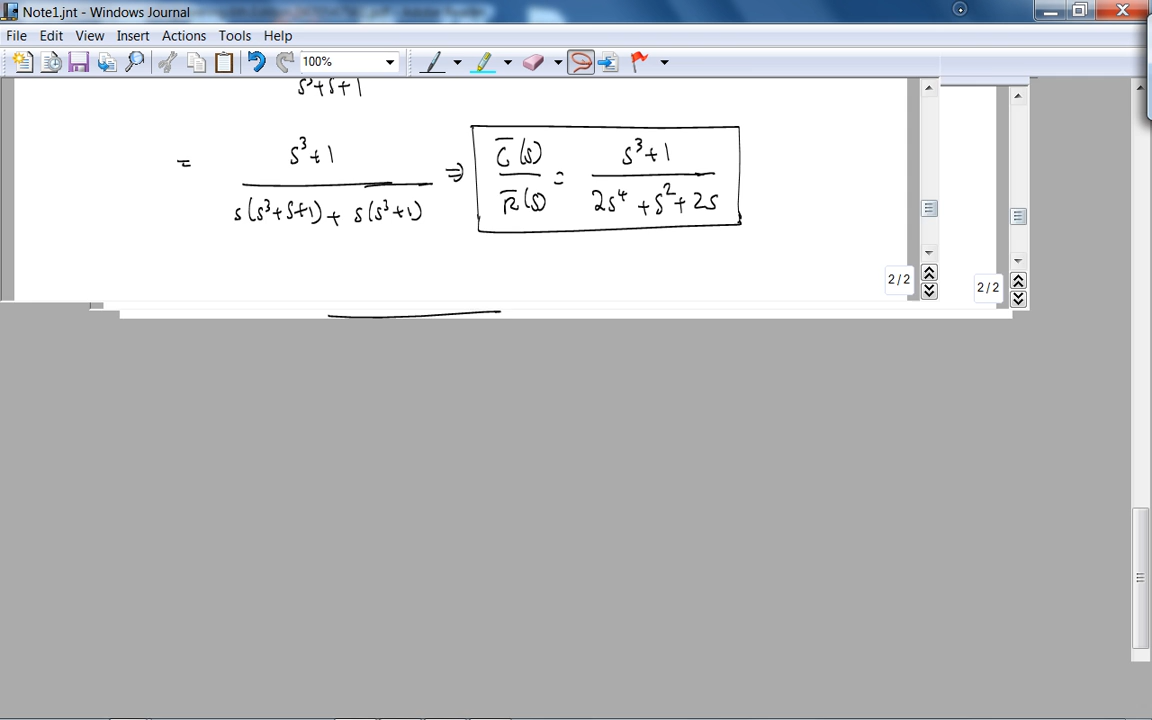 Note1.jnt - Windows Journal
File Edit View Insert Actions Tools Help
100%
s³+s+1
= s³+1 / s(s³+s+1) + s(s³+1) ⇒ C̄(s) / R̄(s) = s³+1 / 2s⁴ + s² + 2s
2/2
2/2